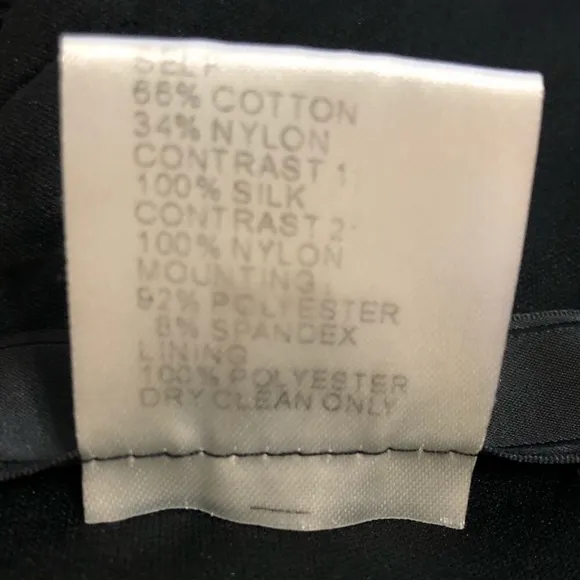 SELF
66% COTTON
34% NYLON
CONTRAST 1
100% SILK
CONTRAST 2
100% NYLON
MOUNTING
92% POLYESTER
8% SPANDEX
LINING
100% POLYESTER
DRY CLEAN ONLY